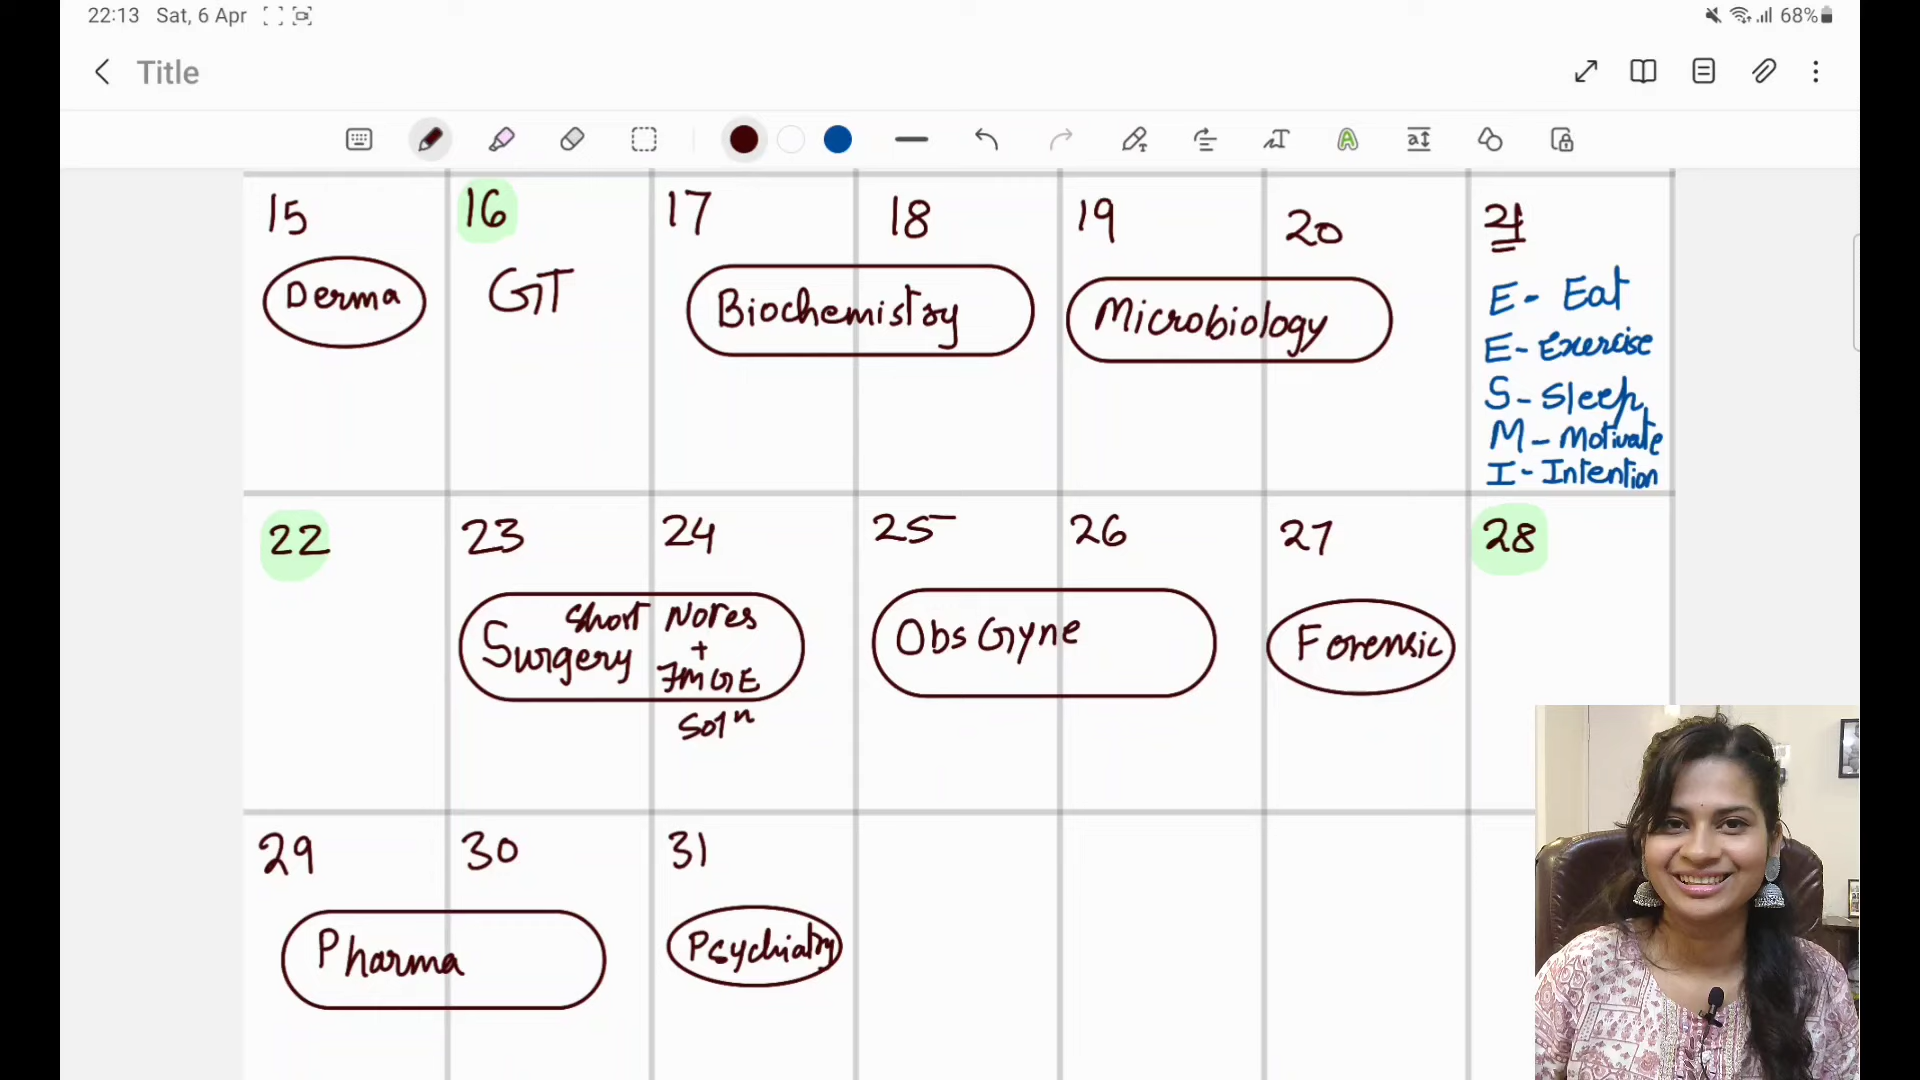 22:13 Sat, 6 Apr
68%
Title
15 16 17 18 19 20 21
Derma
GT
Biochemistry
Microbiology
E - Eat
E - Exercise
S - Sleep
M - Motivate
I - Intention
22 23 24 25 26 27 28
Surgery
Short Notes
+
FMGE
Solⁿ
Obs Gyne
Forensic
29 30 31
Pharma
Psychiatry